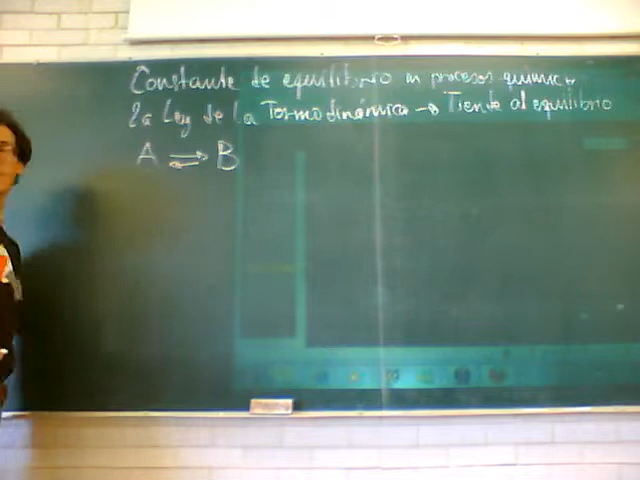 Constante de equilibrio en procesos químicos
2a Ley de la Termodinámica → Tiende al equilibrio
A ⇌ B